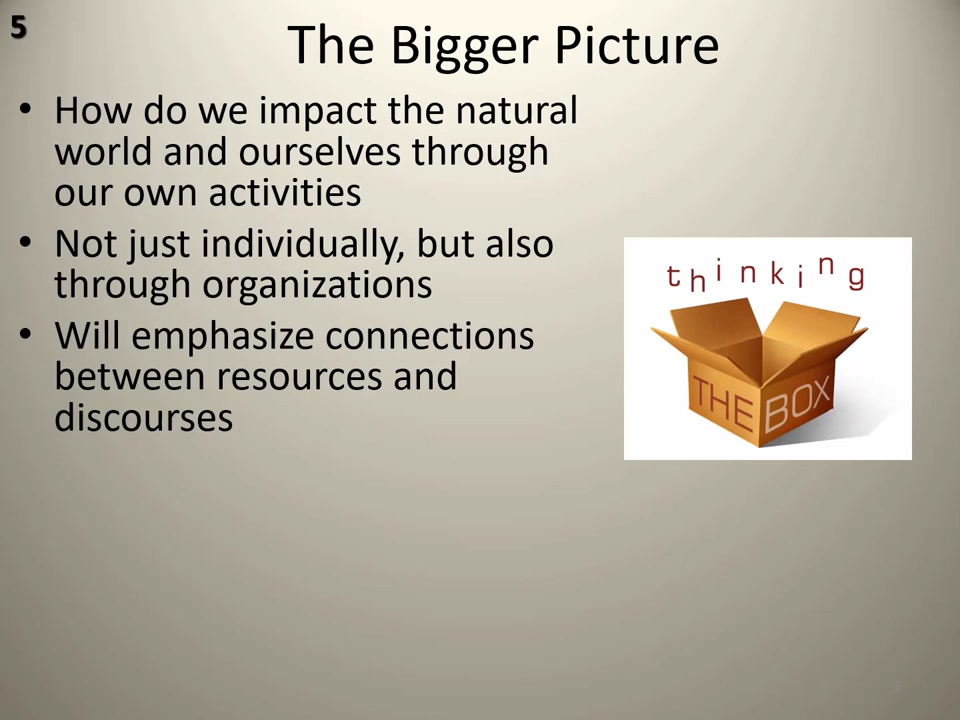 5
The Bigger Picture
• How do we impact the natural
world and ourselves through
our own activities
• Not just individually, but also
through organizations
• Will emphasize connections
between resources and
discourses
thinking
THE BOX
5